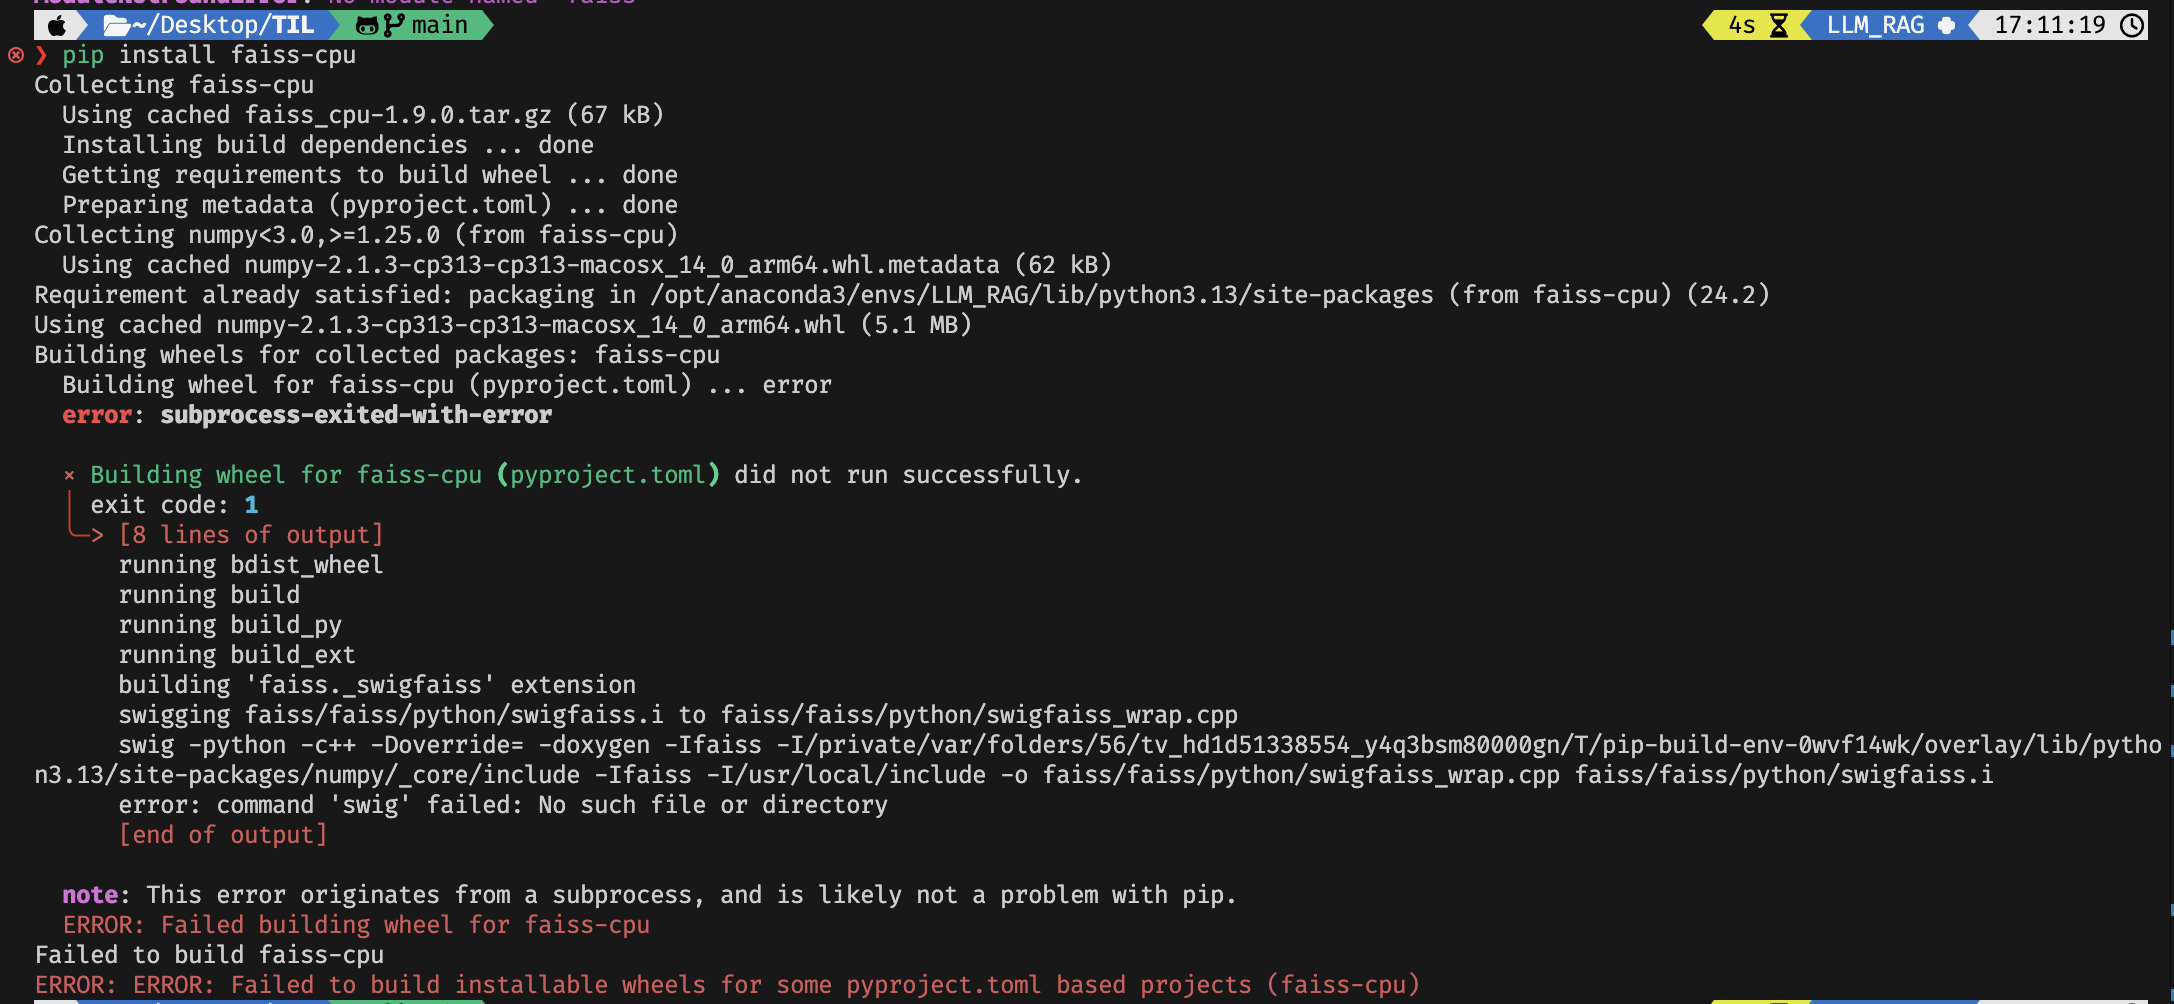 ModuleNotFoundError: No module named 'faiss'
~/Desktop/TIL main 4s LLM_RAG 17:11:19
❯ pip install faiss-cpu
Collecting faiss-cpu
  Using cached faiss_cpu-1.9.0.tar.gz (67 kB)
  Installing build dependencies ... done
  Getting requirements to build wheel ... done
  Preparing metadata (pyproject.toml) ... done
Collecting numpy<3.0,>=1.25.0 (from faiss-cpu)
  Using cached numpy-2.1.3-cp313-cp313-macosx_14_0_arm64.whl.metadata (62 kB)
Requirement already satisfied: packaging in /opt/anaconda3/envs/LLM_RAG/lib/python3.13/site-packages (from faiss-cpu) (24.2)
Using cached numpy-2.1.3-cp313-cp313-macosx_14_0_arm64.whl (5.1 MB)
Building wheels for collected packages: faiss-cpu
  Building wheel for faiss-cpu (pyproject.toml) ... error
  error: subprocess-exited-with-error

  × Building wheel for faiss-cpu (pyproject.toml) did not run successfully.
  │ exit code: 1
  ╰─> [8 lines of output]
      running bdist_wheel
      running build
      running build_py
      running build_ext
      building 'faiss._swigfaiss' extension
      swigging faiss/faiss/python/swigfaiss.i to faiss/faiss/python/swigfaiss_wrap.cpp
      swig -python -c++ -Doverride= -doxygen -Ifaiss -I/private/var/folders/56/tv_hd1d51338554_y4q3bsm80000gn/T/pip-build-env-0wvf14wk/overlay/lib/pytho
n3.13/site-packages/numpy/_core/include -Ifaiss -I/usr/local/include -o faiss/faiss/python/swigfaiss_wrap.cpp faiss/faiss/python/swigfaiss.i
      error: command 'swig' failed: No such file or directory
      [end of output]

  note: This error originates from a subprocess, and is likely not a problem with pip.
  ERROR: Failed building wheel for faiss-cpu
Failed to build faiss-cpu
ERROR: ERROR: Failed to build installable wheels for some pyproject.toml based projects (faiss-cpu)